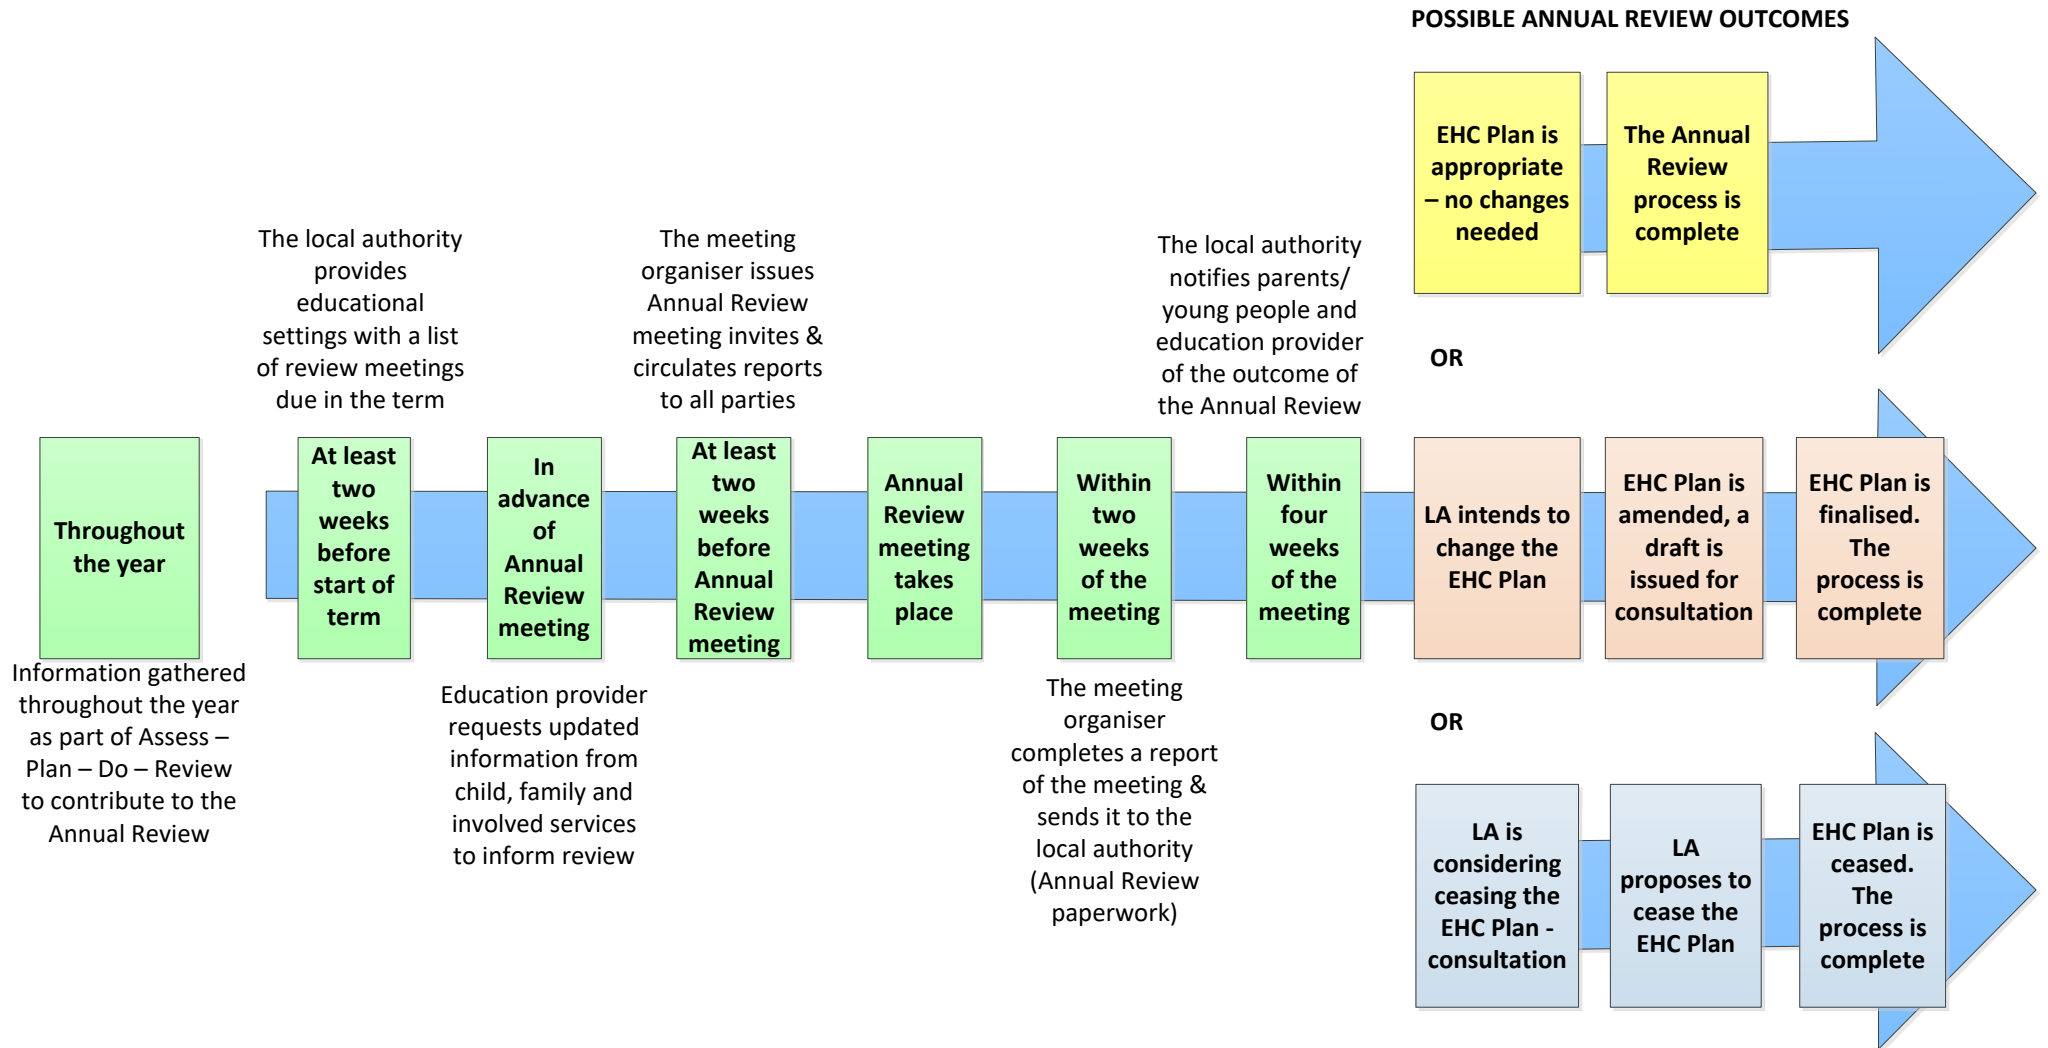 POSSIBLE ANNUAL REVIEW OUTCOMES
EHC Plan is
appropriate
– no changes
needed
The Annual
Review
process is
complete
OR
The local authority
provides
educational
settings with a list
of review meetings
due in the term
The meeting
organiser issues
Annual Review
meeting invites &
circulates reports
to all parties
The local authority
notifies parents/
young people and
education provider
of the outcome of
the Annual Review
Throughout
the year
At least
two
weeks
before
start of
term
In
advance
of
Annual
Review
meeting
At least
two
weeks
before
Annual
Review
meeting
Annual
Review
meeting
takes
place
Within
two
weeks
of the
meeting
Within
four
weeks
of the
meeting
LA intends to
change the
EHC Plan
EHC Plan is
amended, a
draft is
issued for
consultation
EHC Plan is
finalised.
The
process is
complete
Information gathered
throughout the year
as part of Assess –
Plan – Do – Review
to contribute to the
Annual Review
Education provider
requests updated
information from
child, family and
involved services
to inform review
The meeting
organiser
completes a report
of the meeting &
sends it to the
local authority
(Annual Review
paperwork)
OR
LA is
considering
ceasing the
EHC Plan -
consultation
LA
proposes to
cease the
EHC Plan
EHC Plan is
ceased.
The
process is
complete